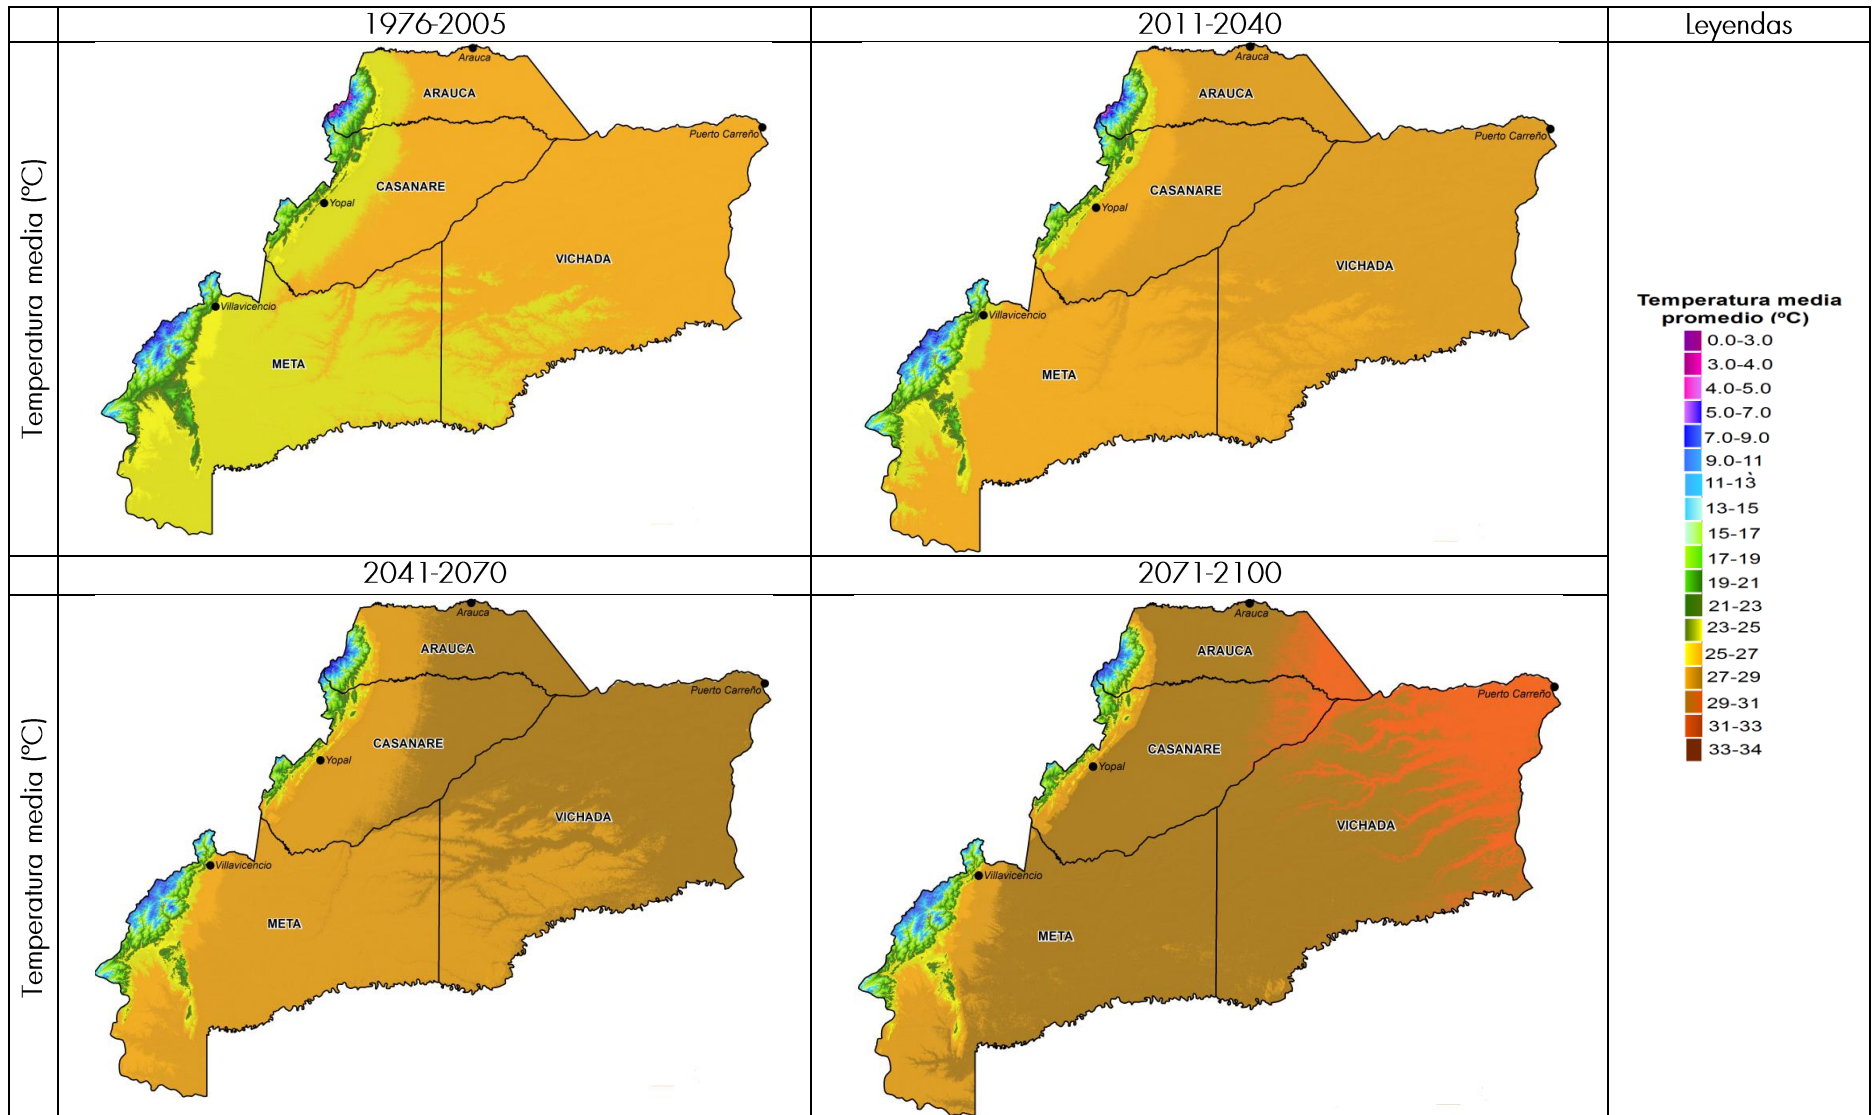 1976-2005
2011-2040
Leyendas
Temperatura media (ºC)
Arauca
ARAUCA
Puerto Carreño
CASANARE
Yopal
VICHADA
Villavicencio
META
Arauca
ARAUCA
Puerto Carreño
CASANARE
Yopal
VICHADA
Villavicencio
META
Temperatura media
promedio (ºC)
0.0-3.0
3.0-4.0
4.0-5.0
5.0-7.0
7.0-9.0
9.0-11
11-13
13-15
15-17
17-19
19-21
21-23
23-25
25-27
27-29
29-31
31-33
33-34
2041-2070
2071-2100
Temperatura media (ºC)
Arauca
ARAUCA
Puerto Carreño
CASANARE
Yopal
VICHADA
Villavicencio
META
Arauca
ARAUCA
Puerto Carreño
CASANARE
Yopal
VICHADA
Villavicencio
META